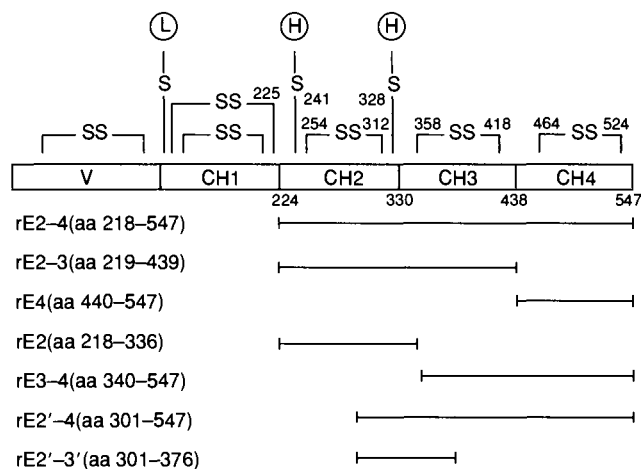 L H H
S S S
SS 225 241 328
SS SS 254 SS 312 358 SS 418 464 SS 524
V CH1 CH2 CH3 CH4
224 330 438 547
rE2–4(aa 218–547)
rE2–3(aa 219–439)
rE4(aa 440–547)
rE2(aa 218–336)
rE3–4(aa 340–547)
rE2'–4(aa 301–547)
rE2'–3'(aa 301–376)